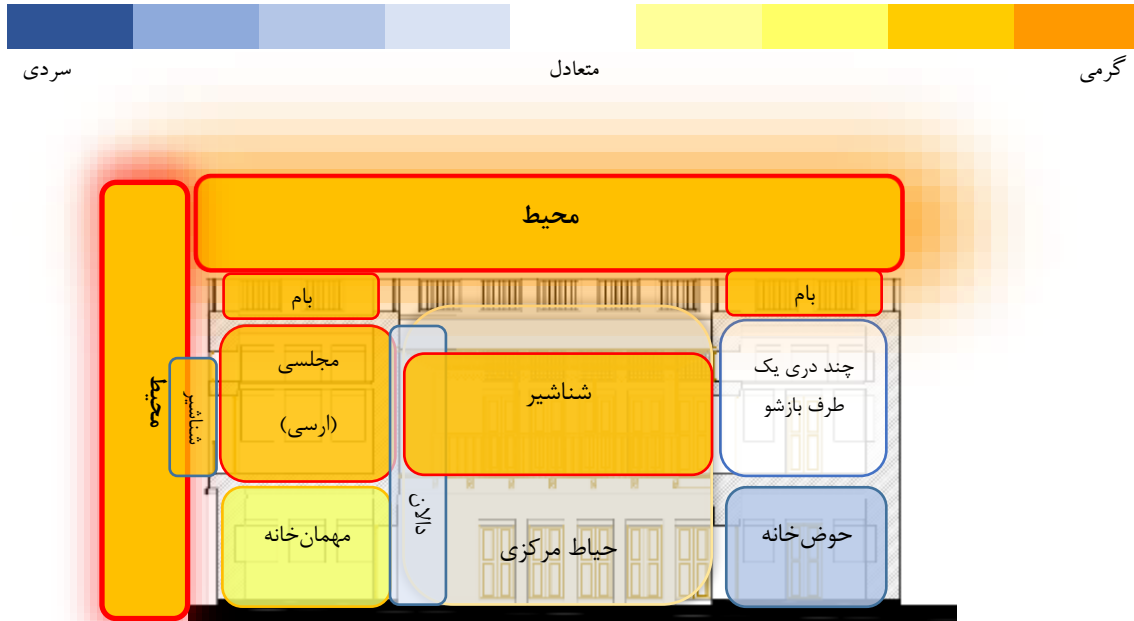 گرمی
متعادل
سردی
محیط
بام
بام
چند دری یک
طرف بازشو
شناشیر
مجلسی
(ارسی)
شناشیر
محیط
حوض‌خانه
حیاط مرکزی
دالان
مهمان‌خانه